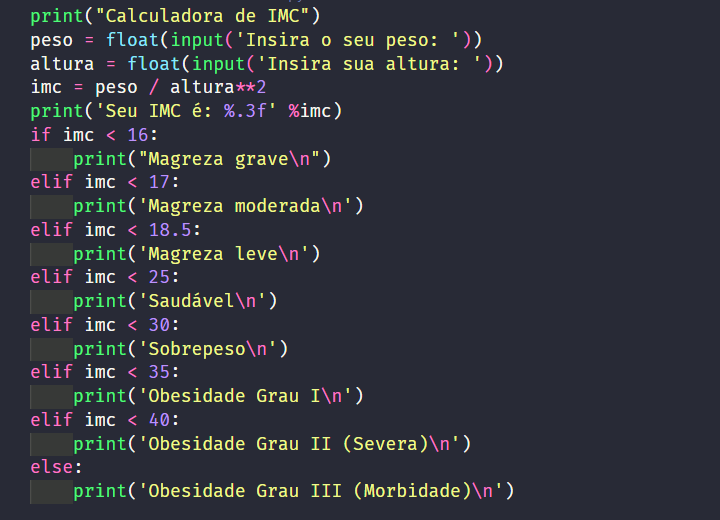 print("Calculadora de IMC")
peso = float(input('Insira o seu peso: '))
altura = float(input('Insira sua altura: '))
imc = peso / altura**2
print('Seu IMC é: %.3f' %imc)
if imc < 16:
    print("Magreza grave\n")
elif imc < 17:
    print('Magreza moderada\n')
elif imc < 18.5:
    print('Magreza leve\n')
elif imc < 25:
    print('Saudável\n')
elif imc < 30:
    print('Sobrepeso\n')
elif imc < 35:
    print('Obesidade Grau I\n')
elif imc < 40:
    print('Obesidade Grau II (Severa)\n')
else:
    print('Obesidade Grau III (Morbidade)\n')